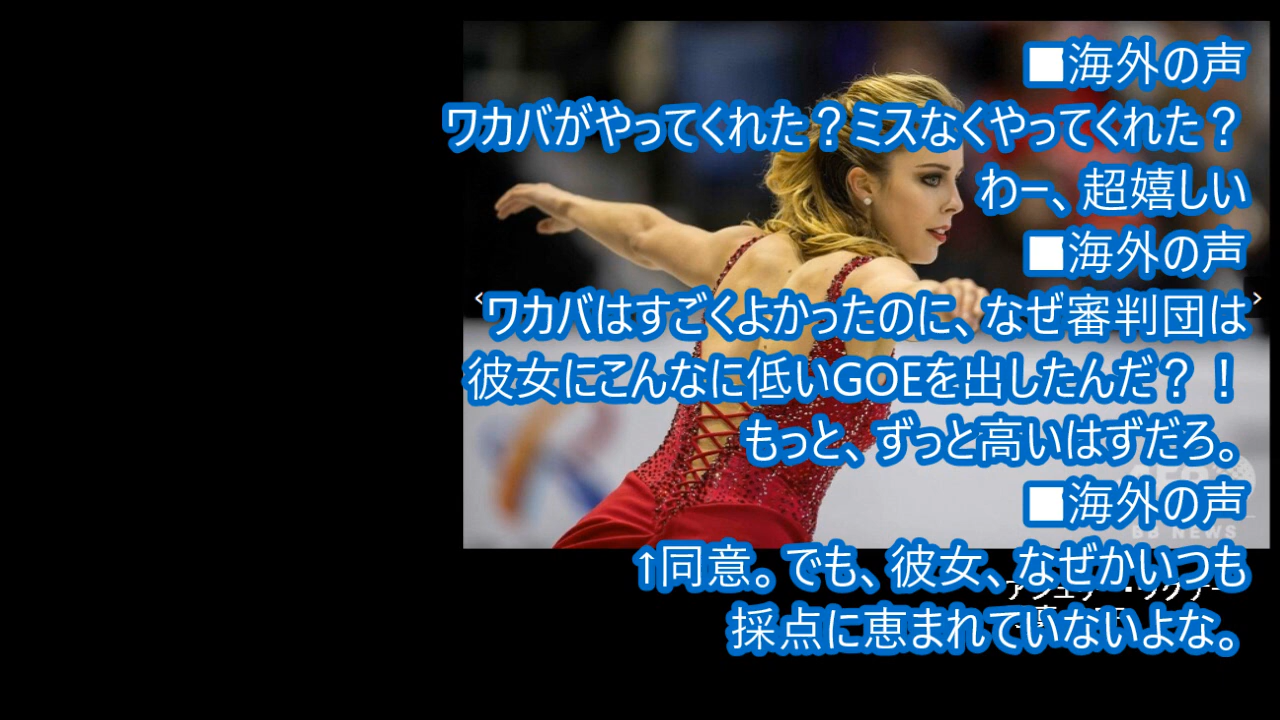 ■海外の声
ワカバがやってくれた？ミスなくやってくれた？
わー、超嬉しい
■海外の声
ワカバはすごくよかったのに、なぜ審判団は
彼女にこんなに低いGOEを出したんだ？！
もっと、ずっと高いはずだろ。
■海外の声
↑同意。でも、彼女、なぜかいつも
採点に恵まれていないよな。
BB NEWS